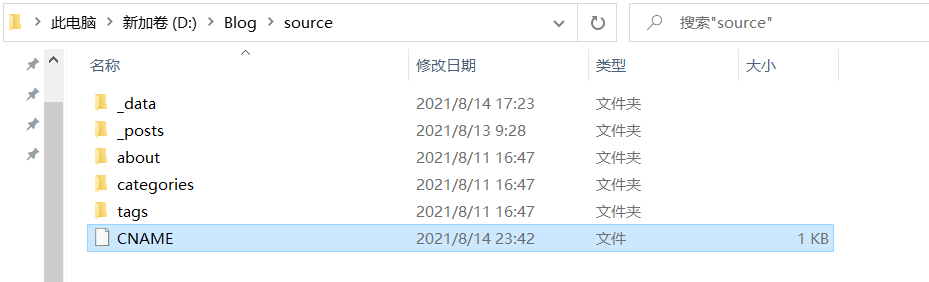 此电脑 > 新加卷 (D:) > Blog > source 搜索"source"
名称 修改日期 类型 大小
_data 2021/8/14 17:23 文件夹
_posts 2021/8/13 9:28 文件夹
about 2021/8/11 16:47 文件夹
categories 2021/8/11 16:47 文件夹
tags 2021/8/11 16:47 文件夹
CNAME 2021/8/14 23:42 文件 1 KB